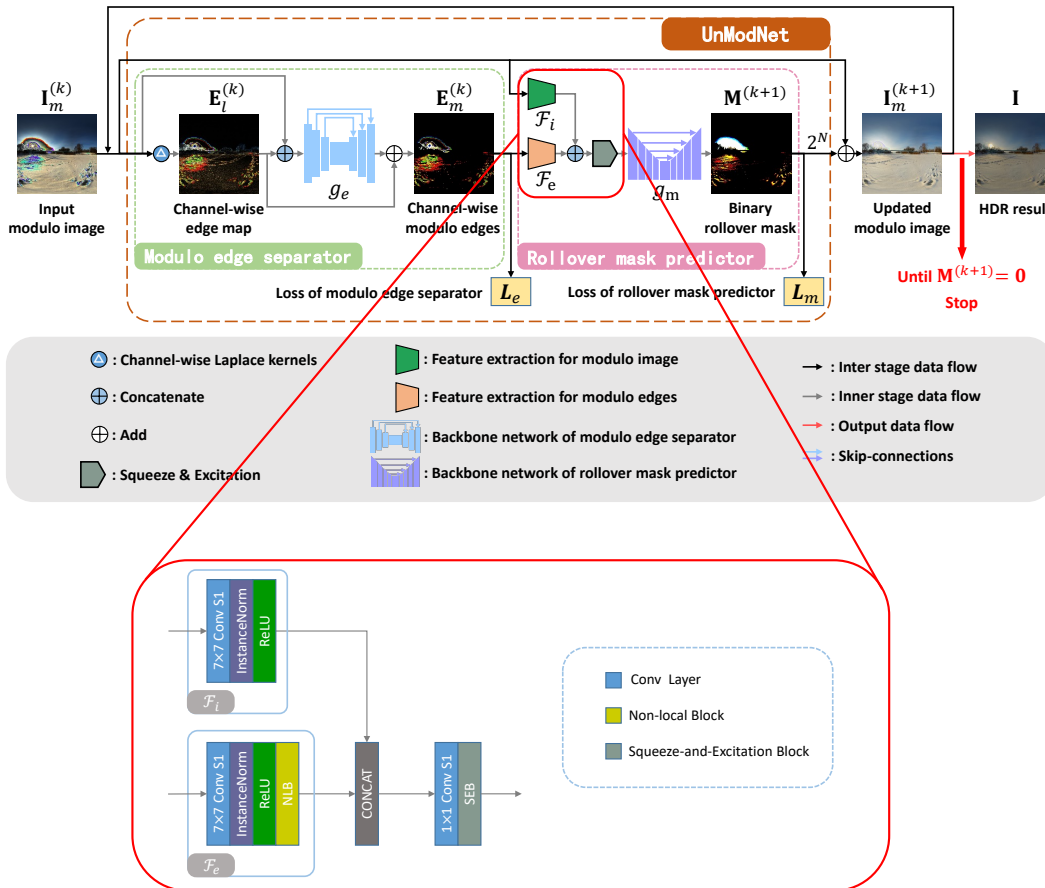 UnModNet
I_m^{(k)}
E_l^{(k)}
E_m^{(k)}
M^{(k+1)}
I_m^{(k+1)}
I
F_i
2^N
F_e
g_e
g_m
Input
modulo image
Channel-wise
edge map
Channel-wise
modulo edges
Binary
rollover mask
Updated
modulo image
HDR resul
Modulo edge separator
Rollover mask predictor
Until M^{(k+1)} = 0
Stop
Loss of modulo edge separator
L_e
Loss of rollover mask predictor
L_m
: Channel-wise Laplace kernels
: Concatenate
: Add
: Squeeze & Excitation
: Feature extraction for modulo image
: Feature extraction for modulo edges
: Backbone network of modulo edge separator
: Backbone network of rollover mask predictor
: Inter stage data flow
: Inner stage data flow
: Output data flow
: Skip-connections
7×7 Conv S1
InstanceNorm
ReLU
F_i
7×7 Conv S1
InstanceNorm
ReLU
NLB
F_e
CONCAT
1×1 Conv S1
SEB
Conv Layer
Non-local Block
Squeeze-and-Excitation Block